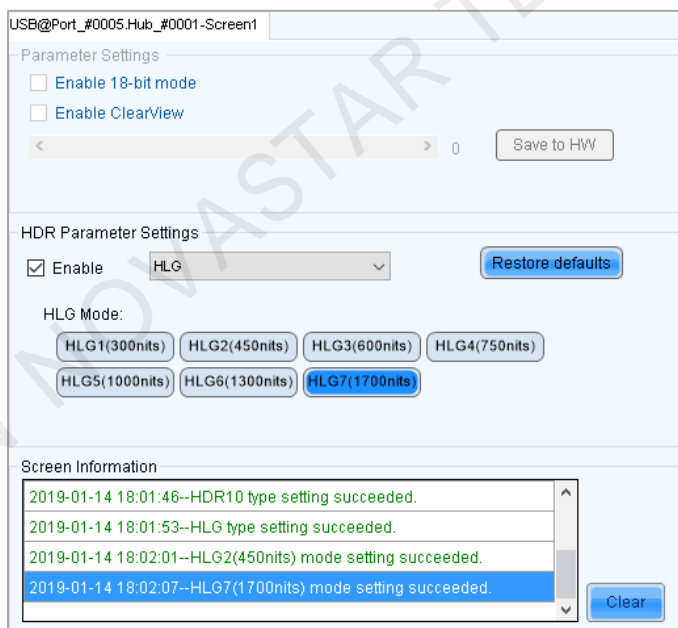 USB@Port_#0005.Hub_#0001-Screen1
Parameter Settings
Enable 18-bit mode
Enable ClearView
0 Save to HW
HDR Parameter Settings
Enable HLG Restore defaults
HLG Mode:
HLG1(300nits) HLG2(450nits) HLG3(600nits) HLG4(750nits)
HLG5(1000nits) HLG6(1300nits) HLG7(1700nits)
Screen Information
2019-01-14 18:01:46--HDR10 type setting succeeded.
2019-01-14 18:01:53--HLG type setting succeeded.
2019-01-14 18:02:01--HLG2(450nits) mode setting succeeded.
2019-01-14 18:02:07--HLG7(1700nits) mode setting succeeded.
Clear
NOVASTAR